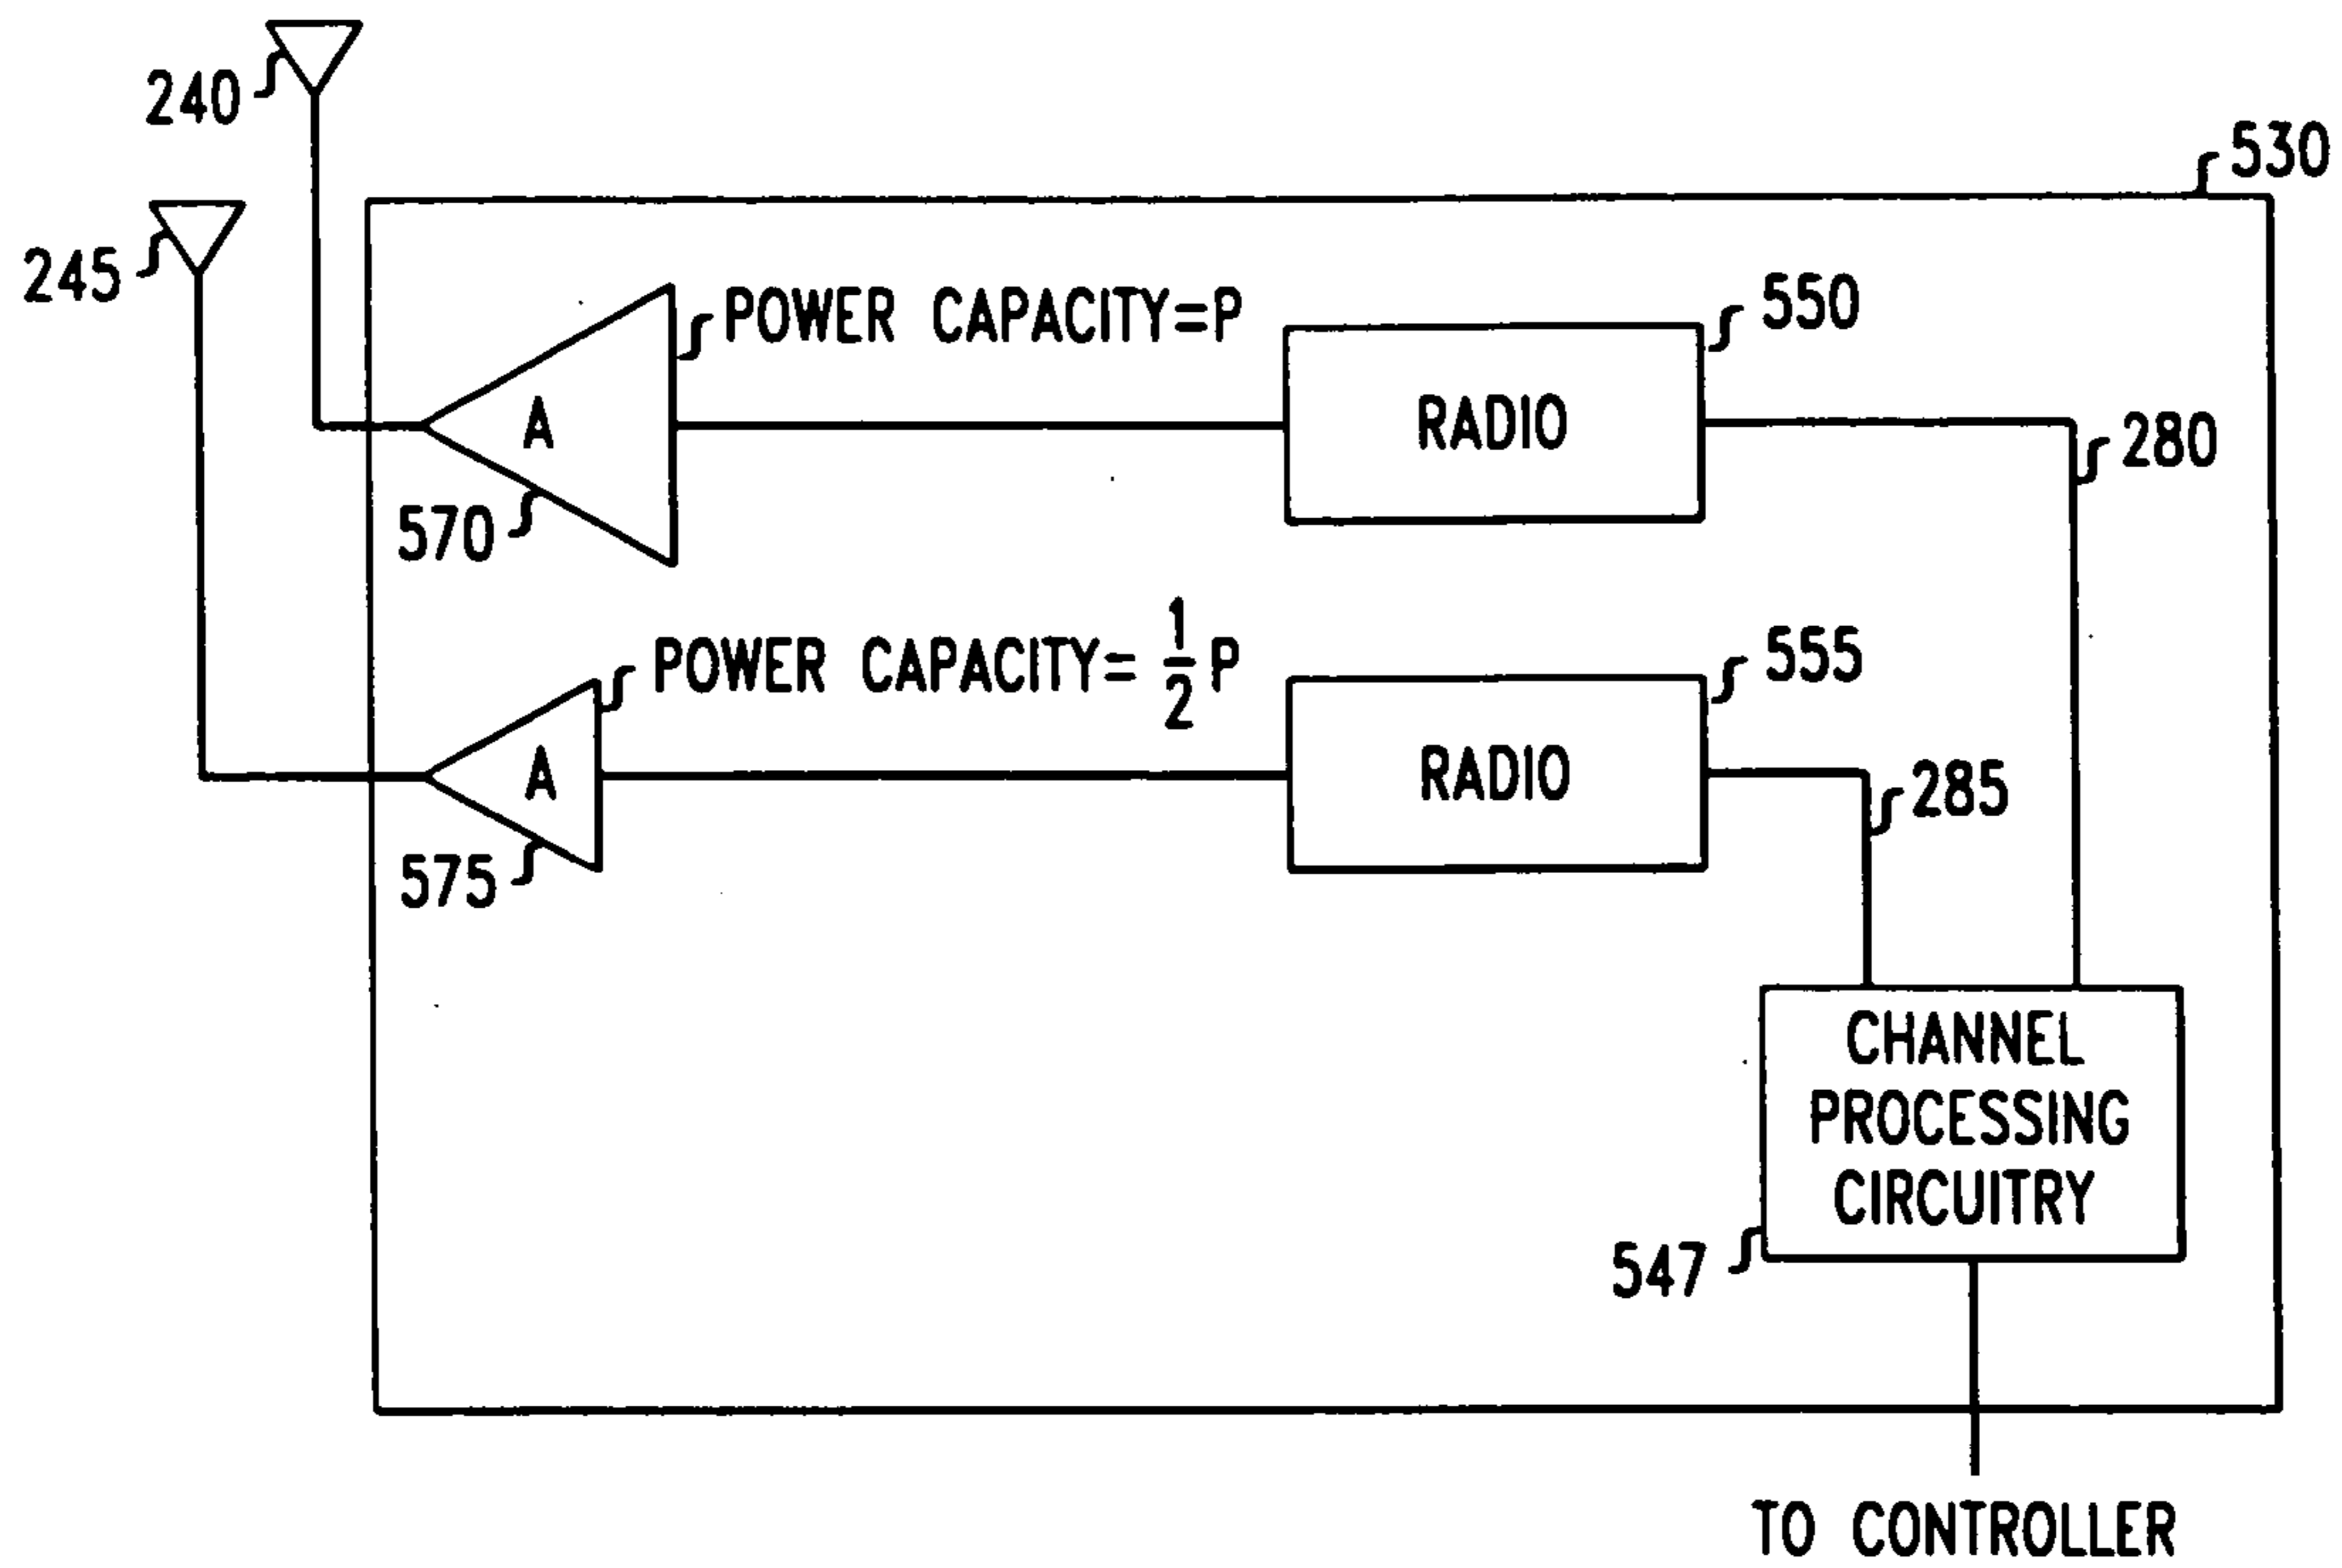 240
530
245
POWER CAPACITY=P
550
RADIO
A
280
570
POWER CAPACITY= 1/2 P
555
RADIO
A
285
575
CHANNEL
PROCESSING
CIRCUITRY
547
TO CONTROLLER